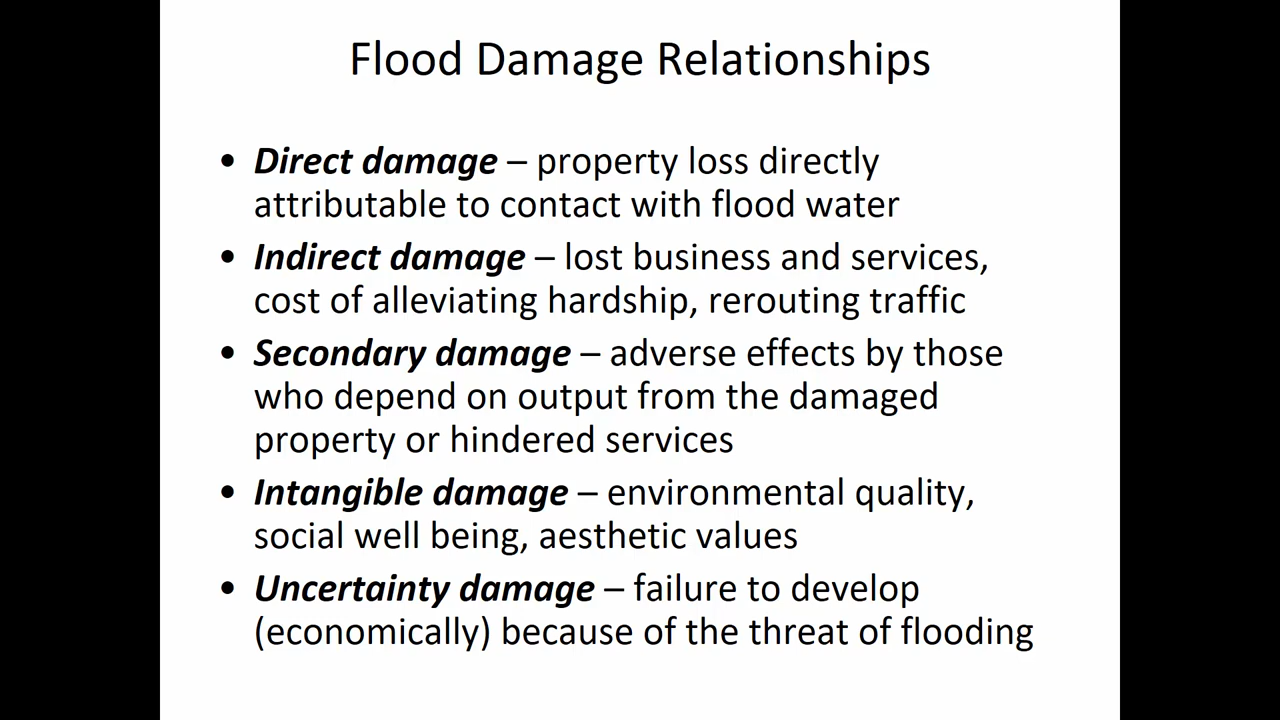 Flood Damage Relationships
• Direct damage – property loss directly
attributable to contact with flood water
• Indirect damage – lost business and services,
cost of alleviating hardship, rerouting traffic
• Secondary damage – adverse effects by those
who depend on output from the damaged
property or hindered services
• Intangible damage – environmental quality,
social well being, aesthetic values
• Uncertainty damage – failure to develop
(economically) because of the threat of flooding